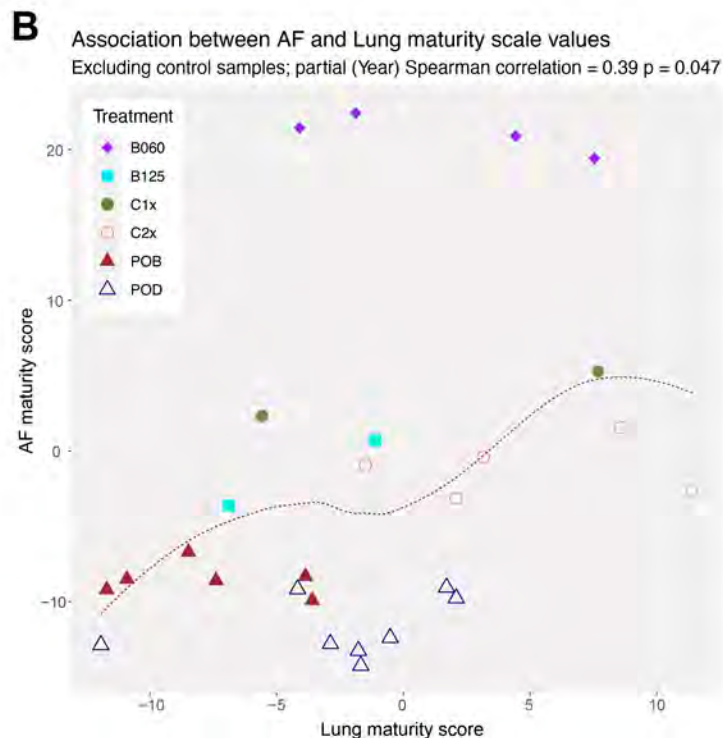 B
Association between AF and Lung maturity scale values
Excluding control samples; partial (Year) Spearman correlation = 0.39 p = 0.047
Treatment
B060
B125
C1x
C2x
POB
POD
AF maturity score
20
10
0
−10
−10 −5 0 5 10
Lung maturity score